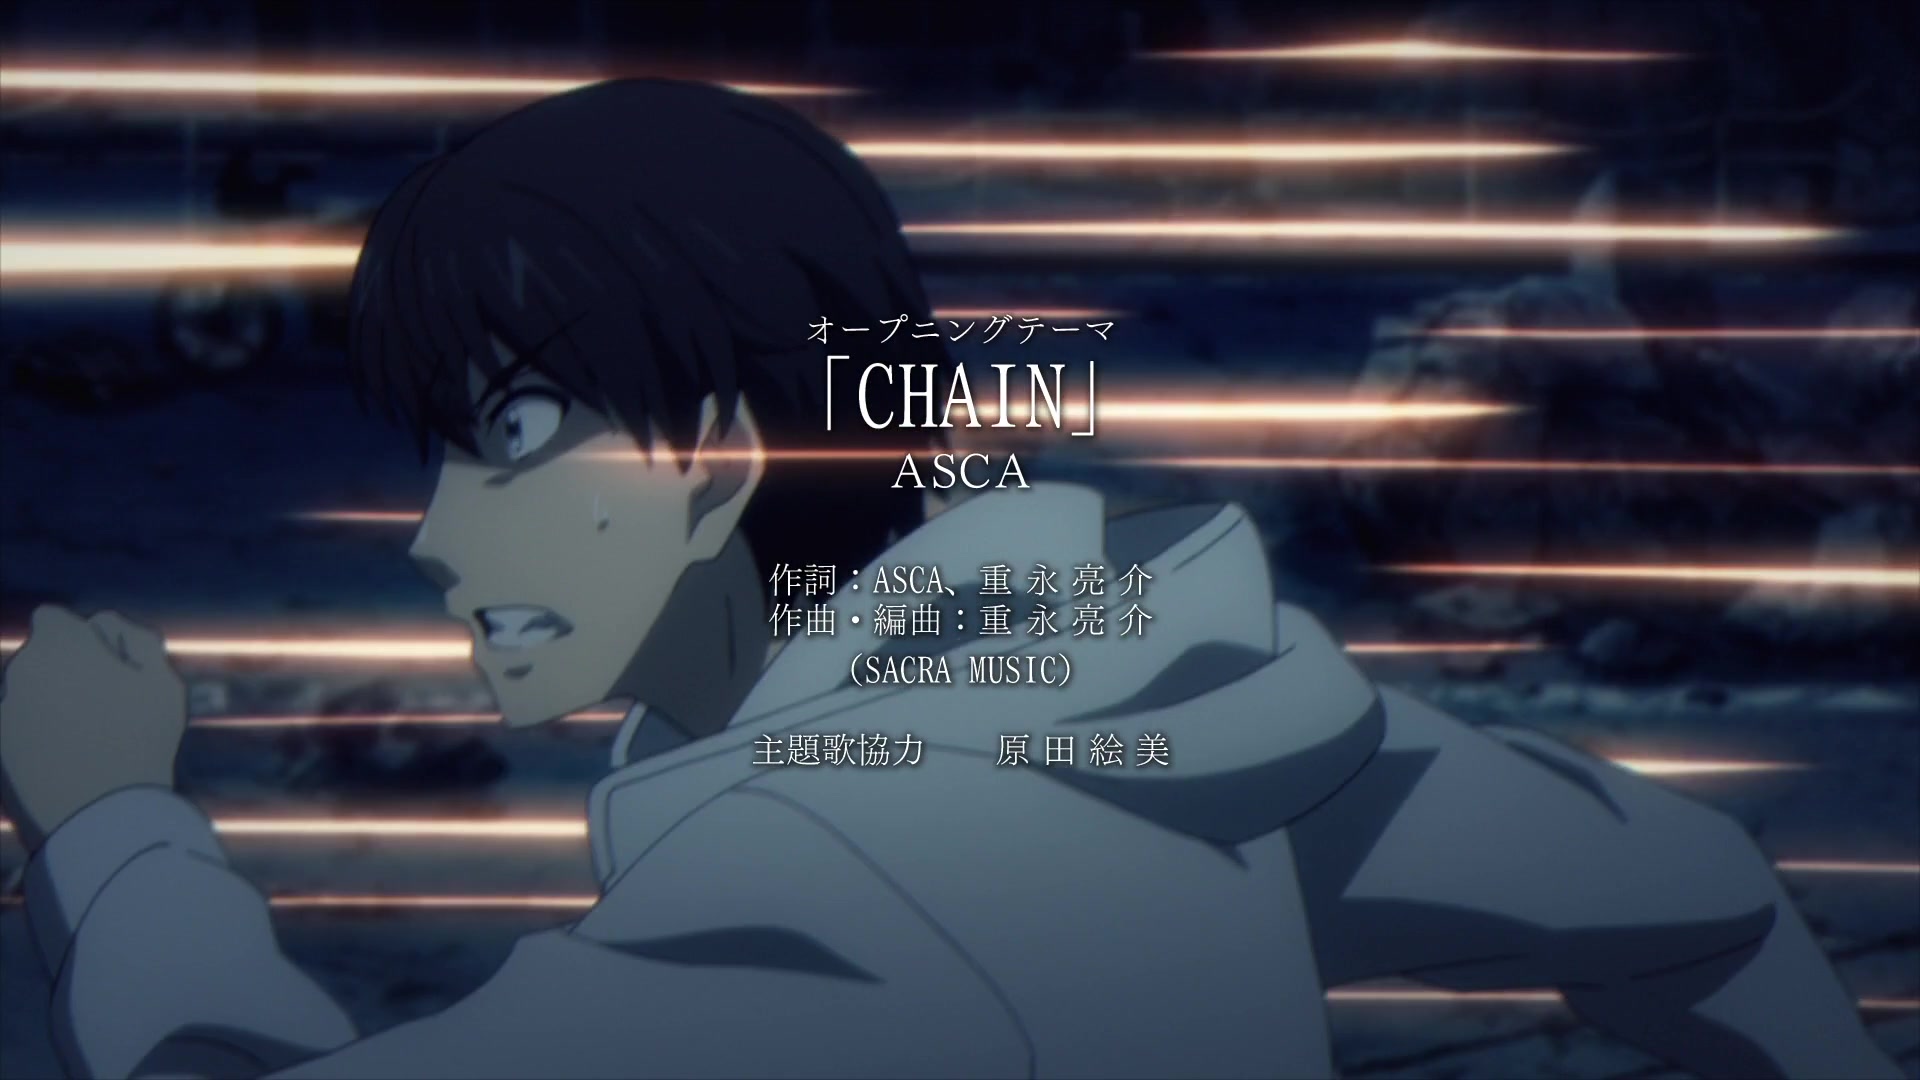 オープニングテーマ
「CHAIN」
ASCA
作詞：ASCA、重永亮介
作曲・編曲：重永亮介
（SACRA MUSIC）
主題歌協力　　原田絵美